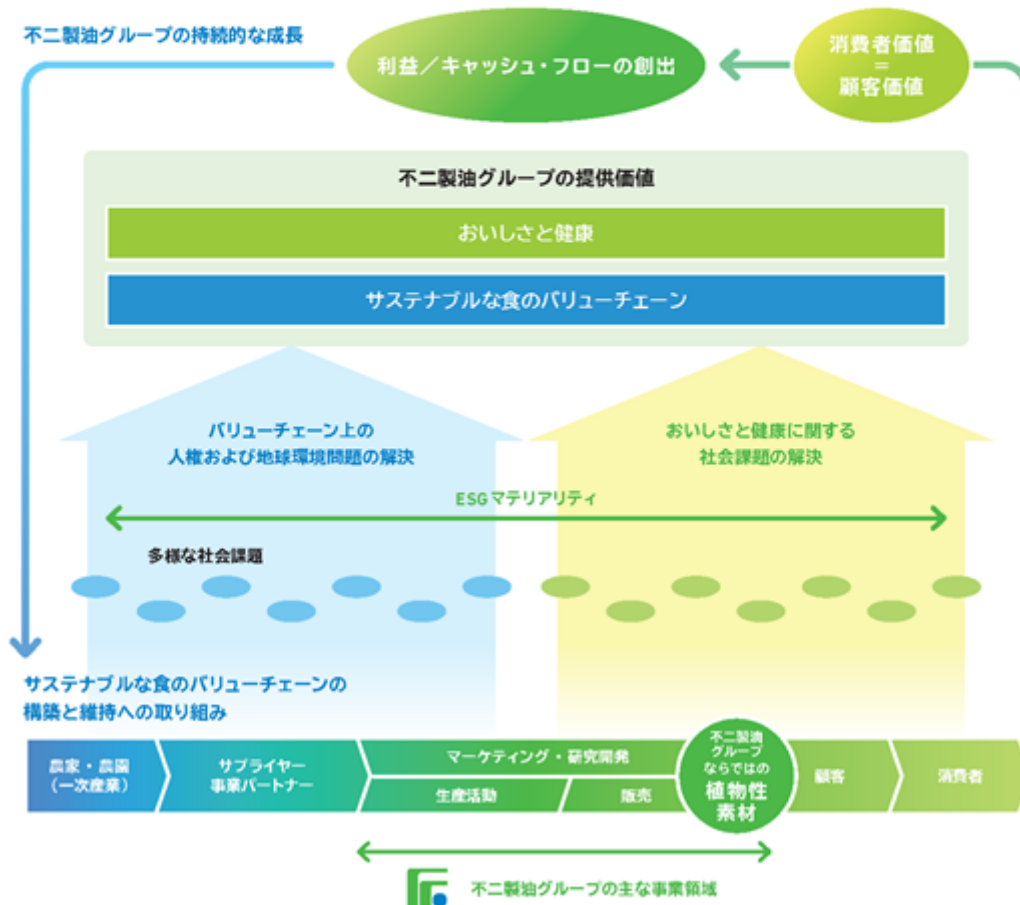 不二製油グループの持続的な成長
利益／キャッシュ・フローの創出
消費者価値
＝
顧客価値
不二製油グループの提供価値
おいしさと健康
サステナブルな食のバリューチェーン
バリューチェーン上の
人権および地球環境問題の解決
おいしさと健康に関する
社会課題の解決
ESGマテリアリティ
多様な社会課題
サステナブルな食のバリューチェーンの
構築と維持への取り組み
農家・農園
（一次産業）
サプライヤー
事業パートナー
マーケティング・研究開発
生産活動
販売
不二製油
グループ
ならではの
植物性
素材
顧客
消費者
不二製油グループの主な事業領域